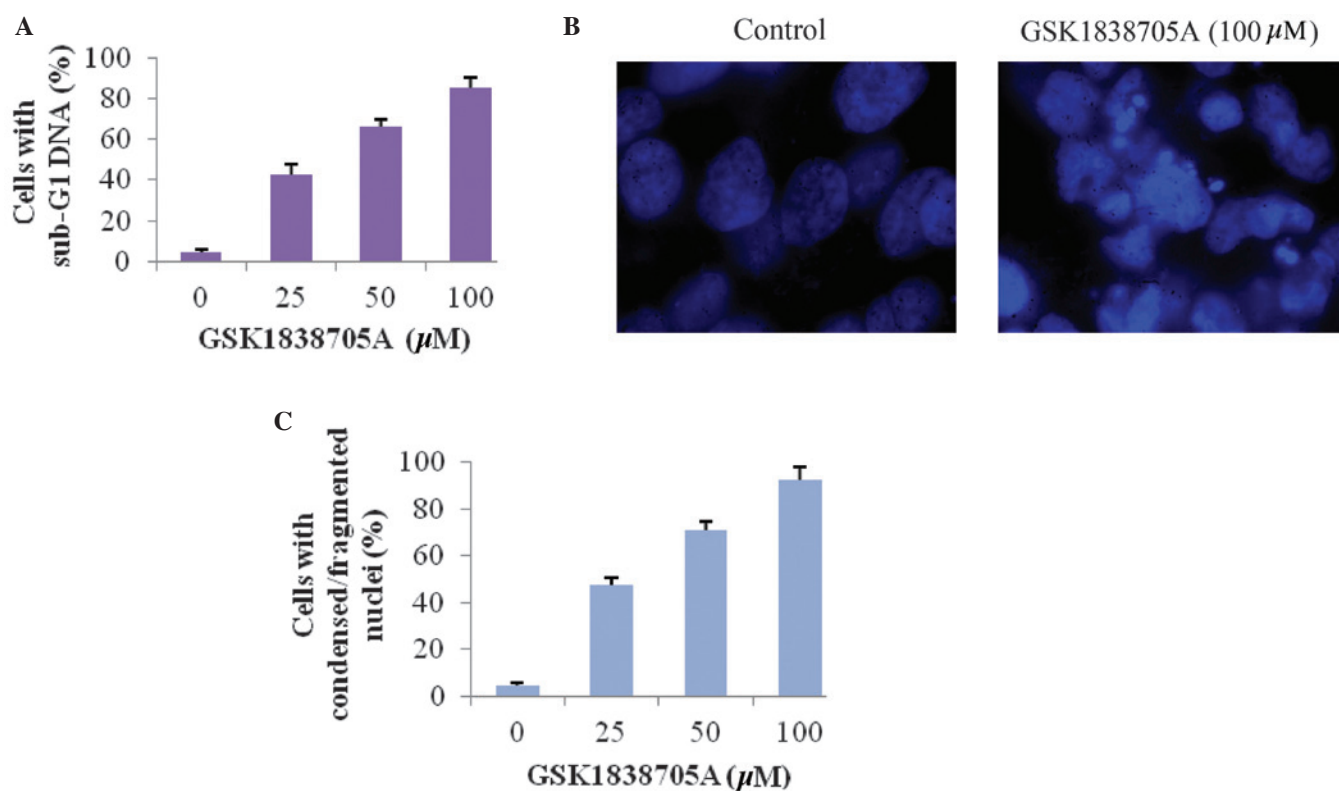 A
Cells with
sub-G1 DNA (%)
100
80
60
40
20
0
0 25 50 100
GSK1838705A (µM)
B
Control
GSK1838705A (100 µM)
C
Cells with
condensed/fragmented
nuclei (%)
100
80
60
40
20
0
0 25 50 100
GSK1838705A (µM)